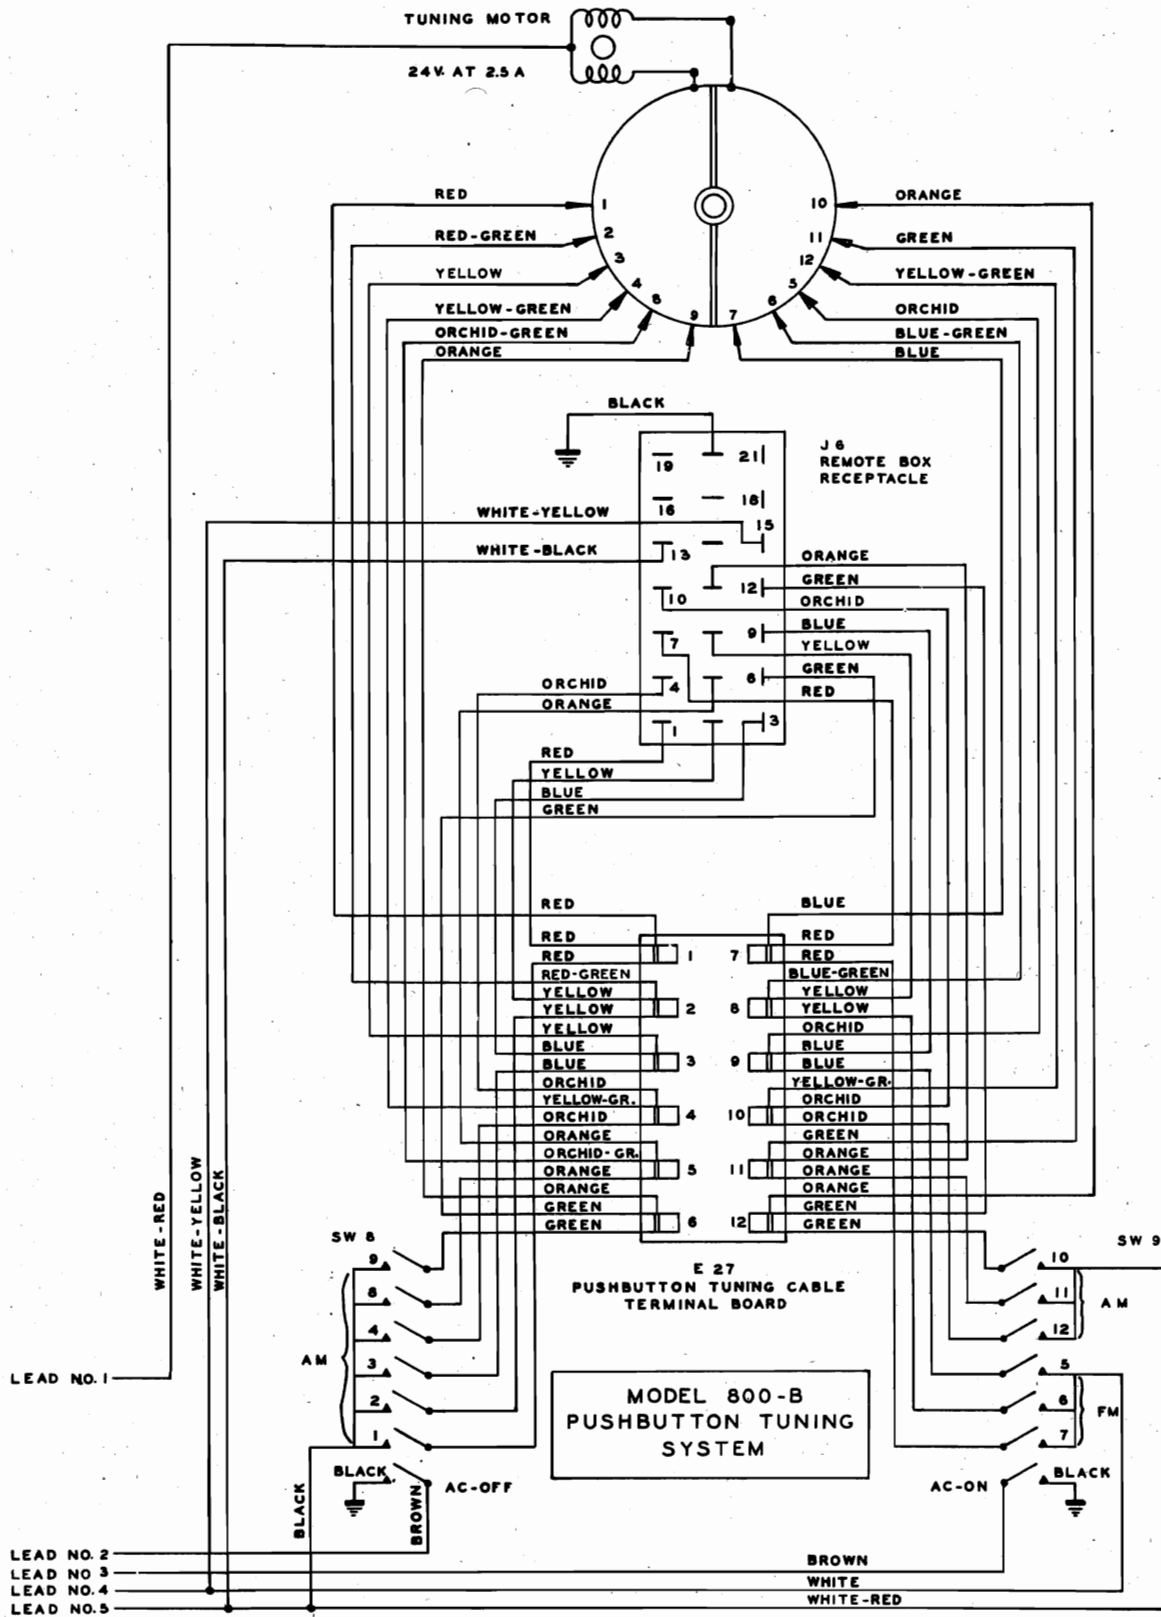 TUNING MOTOR
24V. AT 2.5 A
RED
1
10
ORANGE
RED-GREEN
2
11
GREEN
YELLOW
3
12
YELLOW-GREEN
YELLOW-GREEN
4
5
ORCHID
ORCHID-GREEN
8
6
BLUE-GREEN
ORANGE
9
7
BLUE
BLACK
J 6
REMOTE BOX
RECEPTACLE
19
21
16
18
WHITE-YELLOW
15
WHITE-BLACK
13
ORANGE
12
GREEN
10
ORCHID
9
BLUE
7
YELLOW
6
GREEN
ORCHID
4
RED
ORANGE
1
3
RED
YELLOW
BLUE
GREEN
RED
BLUE
RED
RED
RED
1
7
RED
RED-GREEN
BLUE-GREEN
YELLOW
YELLOW
YELLOW
2
8
YELLOW
YELLOW
ORCHID
BLUE
BLUE
BLUE
3
9
BLUE
ORCHID
YELLOW-GR.
YELLOW-GR.
ORCHID
ORCHID
4
10
ORCHID
ORANGE
GREEN
ORCHID-GR.
ORANGE
ORANGE
5
11
ORANGE
ORANGE
ORANGE
GREEN
GREEN
GREEN
6
12
GREEN
WHITE-RED
WHITE-YELLOW
WHITE-BLACK
SW 8
SW 9
E 27
PUSHBUTTON TUNING CABLE
TERMINAL BOARD
9
8
4
3
2
1
AM
10
11
12
AM
5
6
7
FM
LEAD NO. 1
MODEL 800-B
PUSHBUTTON TUNING
SYSTEM
BLACK
AC-OFF
AC-ON
BLACK
BLACK
BROWN
LEAD NO. 2
LEAD NO 3
BROWN
LEAD NO. 4
WHITE
LEAD NO. 5
WHITE-RED